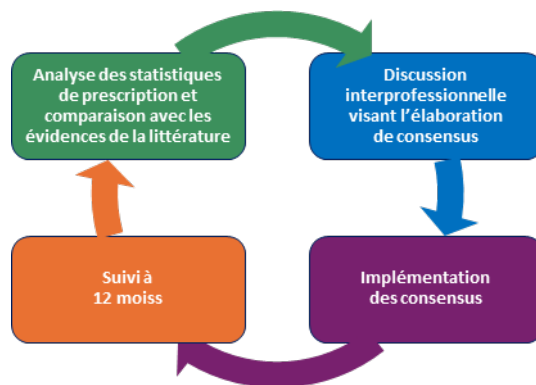 Analyse des statistiques
de prescription et
comparaison avec les
évidences de la littérature
Discussion
interprofessionnelle
visant l'élaboration
de consensus
Implémentation
des consensus
Suivi à
12 moiss